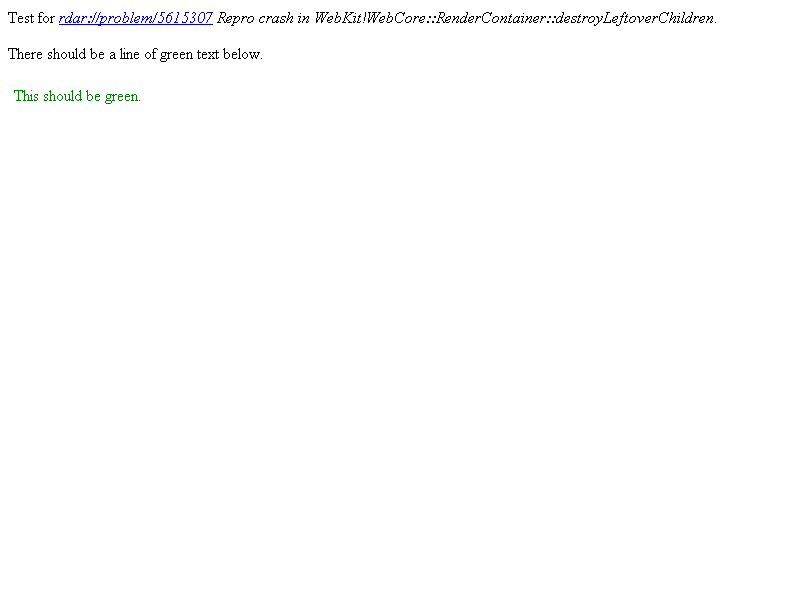 Test for rdar://problem/5615307 Repro crash in WebKit!WebCore::RenderContainer::destroyLeftoverChildren.
There should be a line of green text below.
This should be green.